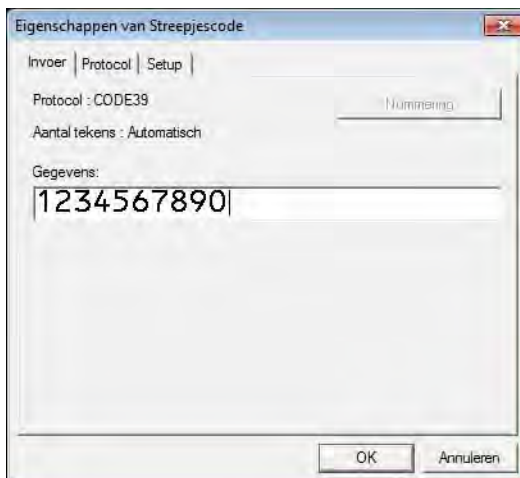 Eigenschappen van Streepjescode
Invoer Protocol Setup
Protocol : CODE39
Nummering
Aantal tekens : Automatisch
Gegevens:
1234567890
OK Annuleren